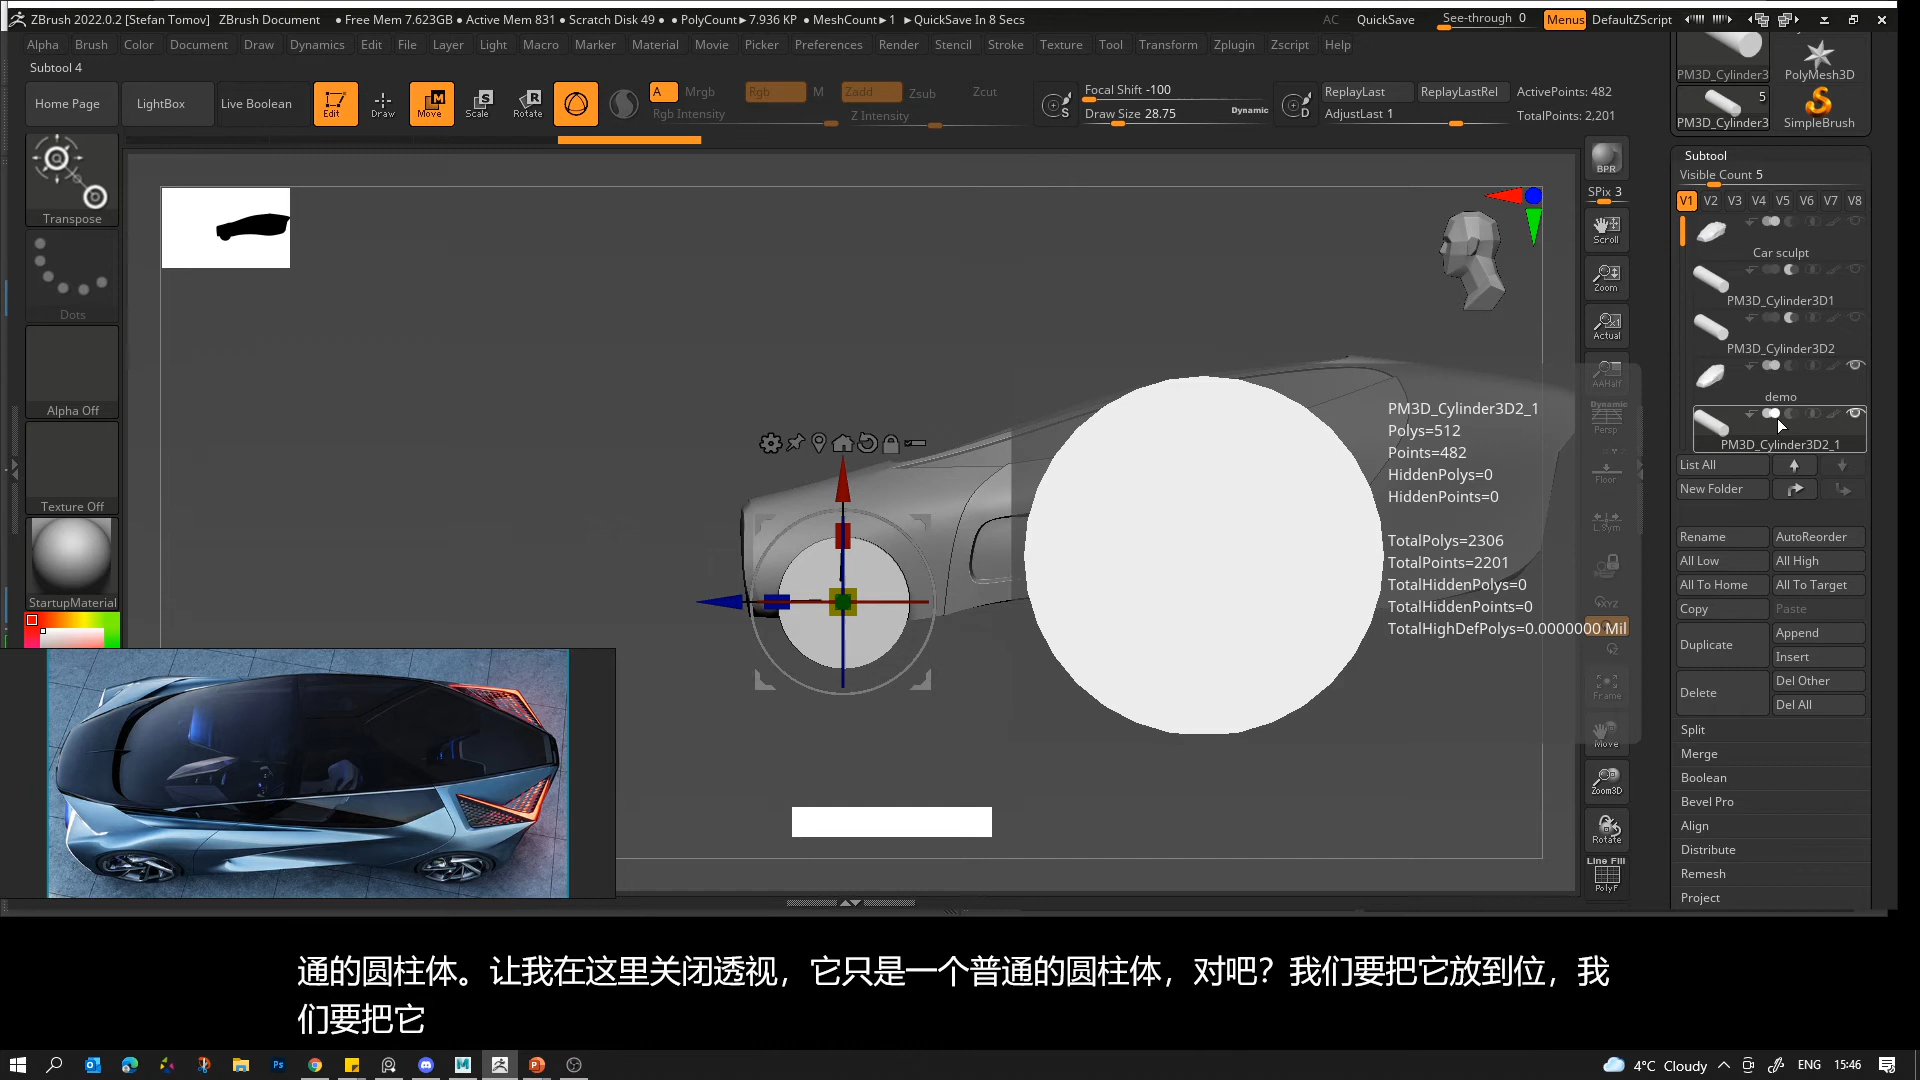 ZBrush 2022.0.2 [Stefan Tomov] ZBrush Document ● Free Mem 7.623GB ● Active Mem 831 ● Scratch Disk 49 ● ● PolyCount►7.936 KP ● MeshCount►1 ►QuickSave In 8 Secs AC QuickSave See-through 0 Menus DefaultZScript
Alpha Brush Color Document Draw Dynamics Edit File Layer Light Macro Marker Material Movie Picker Preferences Render Stencil Stroke Texture Tool Transform Zplugin Zscript Help
Subtool 4
Home Page LightBox Live Boolean Edit Draw Move Scale Rotate
A Mrgb Rgb M Zadd Zsub Zcut
Rgb Intensity Z Intensity
Focal Shift -100
Draw Size 28.75 Dynamic
S
D
ReplayLast ReplayLastRel ActivePoints: 482
AdjustLast 1 TotalPoints: 2,201
PM3D_Cylinder3 PolyMesh3D
5
PM3D_Cylinder3 SimpleBrush
Transpose
Dots
Alpha Off
Texture Off
StartupMaterial
BPR
SPix 3
Scroll
Zoom
Actual
AAHalf
Dynamic
Persp
Floor
L.Sym
XYZ
Z
Frame
Move
Zoom3D
Rotate
Line Fill
PolyF
PM3D_Cylinder3D2_1
Polys=512
Points=482
HiddenPolys=0
HiddenPoints=0
TotalPolys=2306
TotalPoints=2201
TotalHiddenPolys=0
TotalHiddenPoints=0
TotalHighDefPolys=0.0000000 Mil
Subtool
Visible Count 5
V1 V2 V3 V4 V5 V6 V7 V8
Car sculpt
PM3D_Cylinder3D1
PM3D_Cylinder3D2
demo
PM3D_Cylinder3D2_1
List All
New Folder
Rename AutoReorder
All Low All High
All To Home All To Target
Copy Paste
Duplicate Append
Insert
Delete Del Other
Del All
Split
Merge
Boolean
Bevel Pro
Align
Distribute
Remesh
Project
通的圆柱体。让我在这里关闭透视，它只是一个普通的圆柱体，对吧？我们要把它放到位，我
们要把它
4°C Cloudy ENG 15:46